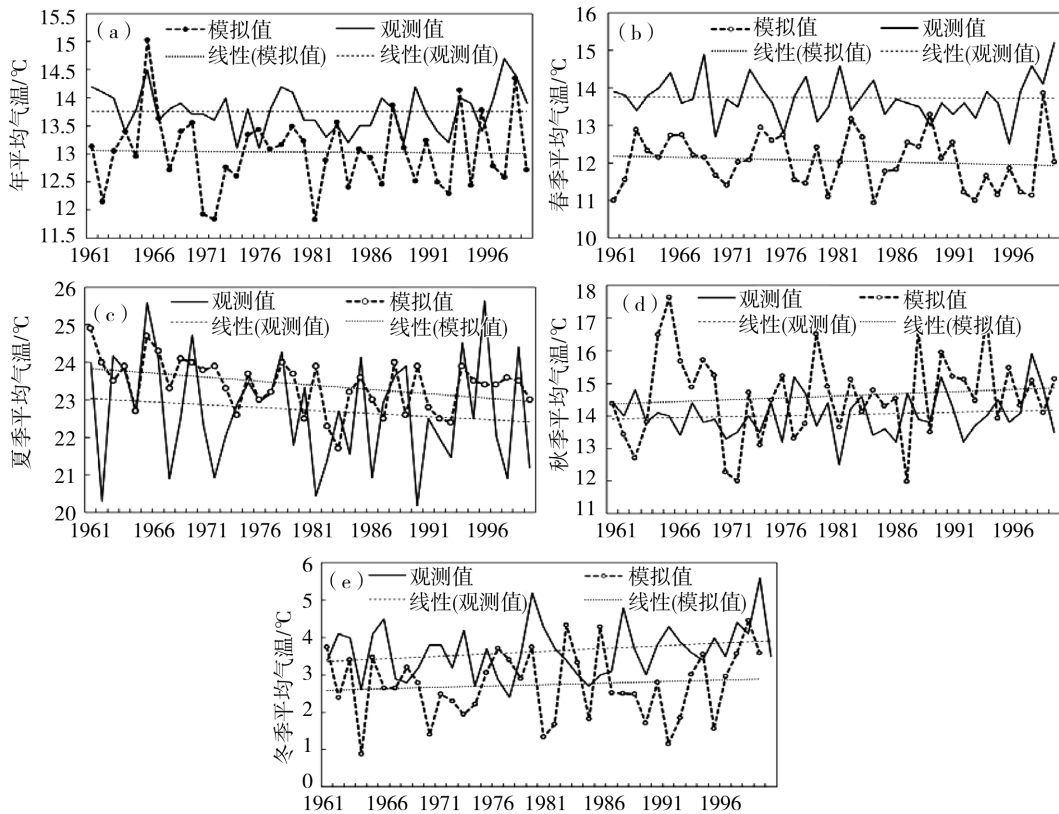 (a)
模拟值 观测值
线性(模拟值) 线性(观测值)
年平均气温/℃
15.5
15
14.5
14
13.5
13
12.5
12
11.5
1961 1966 1971 1976 1981 1986 1991 1996
(b)
模拟值 观测值
线性(模拟值) 线性(观测值)
春季平均气温/℃
16
15
14
13
12
11
10
1961 1966 1971 1976 1981 1986 1991 1996
(c)
观测值 模拟值
线性(观测值) 线性(模拟值)
夏季平均气温/℃
26
25
24
23
22
21
20
1961 1966 1971 1976 1981 1986 1991 1996
(d)
观测值 模拟值
线性(观测值) 线性(模拟值)
秋季平均气温/℃
18
17
16
15
14
13
12
11
1961 1966 1971 1976 1981 1986 1991 1996
(e)
观测值 模拟值
线性(观测值) 线性(模拟值)
冬季平均气温/℃
6
5
4
3
2
1
0
1961 1966 1971 1976 1981 1986 1991 1996